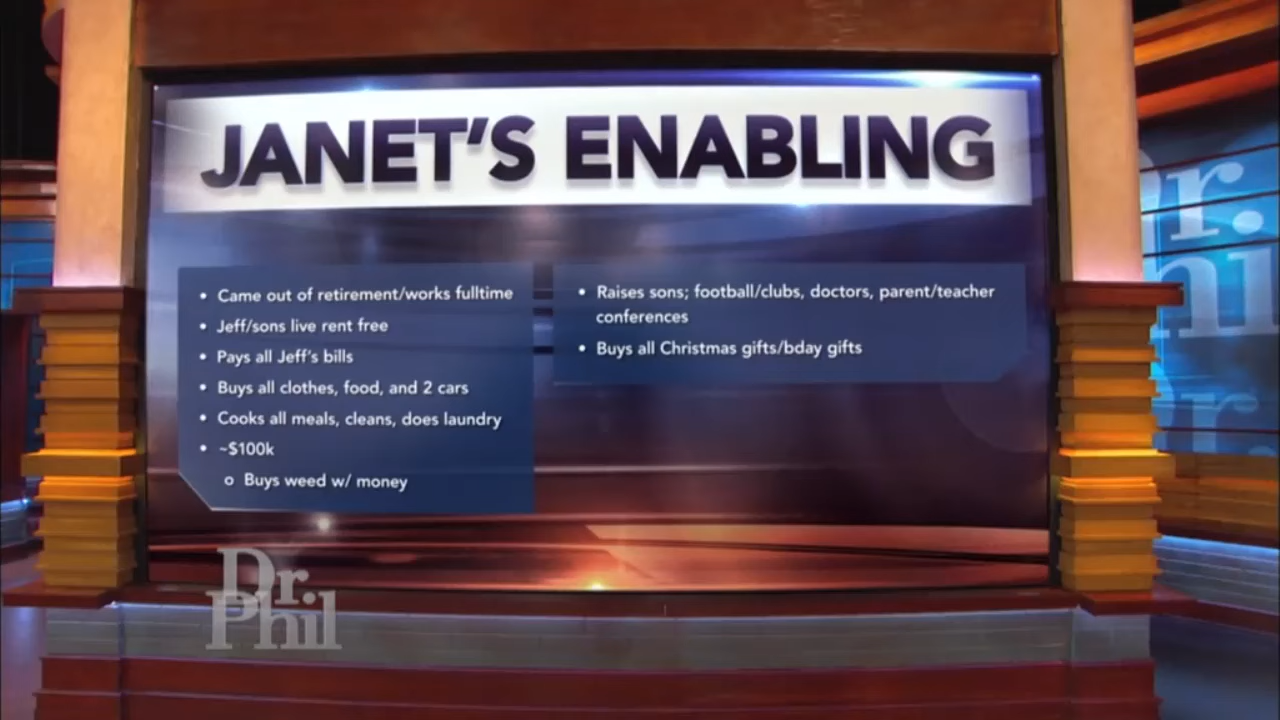 JANET'S ENABLING
• Came out of retirement/works fulltime
• Jeff/sons live rent free
• Pays all Jeff's bills
• Buys all clothes, food, and 2 cars
• Cooks all meals, cleans, does laundry
• ~$100k
o Buys weed w/ money
• Raises sons; football/clubs, doctors, parent/teacher
conferences
• Buys all Christmas gifts/bday gifts
Dr.
Phil